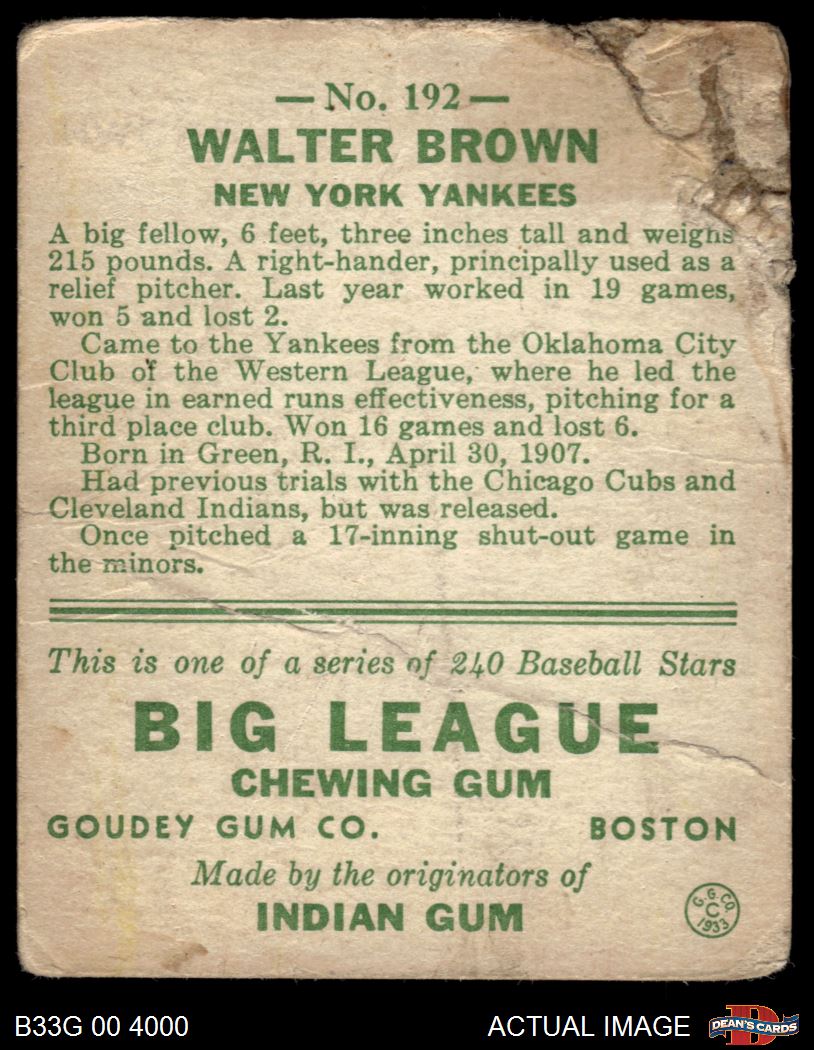 — No. 192 —
WALTER BROWN
NEW YORK YANKEES
A big fellow, 6 feet, three inches tall and weighs
215 pounds. A right-hander, principally used as a
relief pitcher. Last year worked in 19 games,
won 5 and lost 2.
Came to the Yankees from the Oklahoma City
Club of the Western League, where he led the
league in earned runs effectiveness, pitching for a
third place club. Won 16 games and lost 6.
Born in Green, R. I., April 30, 1907.
Had previous trials with the Chicago Cubs and
Cleveland Indians, but was released.
Once pitched a 17-inning shut-out game in
the minors.
This is one of a series of 240 Baseball Stars
BIG LEAGUE
CHEWING GUM
GOUDEY GUM CO. BOSTON
Made by the originators of
INDIAN GUM
G. G. CO.
C
1933
B33G 00 4000 ACTUAL IMAGE
D
DEAN'S CARDS